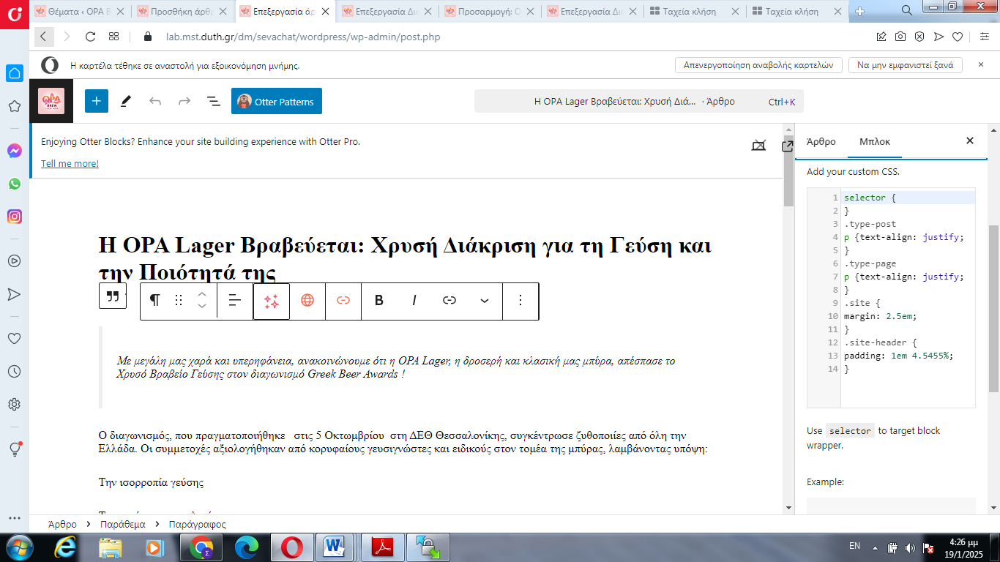 Θέματα ‹ OPA B
Προσθήκη άρθρ
Επεξεργασία άρ
Επεξεργασία Δι
Προσαρμογή: O
Επεξεργασία Δι
Ταχεία κλήση
Ταχεία κλήση
lab.mst.duth.gr/dm/sevachat/wordpress/wp-admin/post.php
Η καρτέλα τέθηκε σε αναστολή για εξοικονόμηση μνήμης.
Απενεργοποίηση αναβολής καρτελών
Να μην εμφανιστεί ξανά
OPA
BREW
Otter Patterns
Η OPA Lager Βραβεύεται: Χρυσή Διά... · Άρθρο Ctrl+K
Enjoying Otter Blocks? Enhance your site building experience with Otter Pro.
Tell me more!
Η OPA Lager Βραβεύεται: Χρυσή Διάκριση για τη Γεύση και
την Ποιότητά της
B I
Με μεγάλη μας χαρά και υπερηφάνεια, ανακοινώνουμε ότι η OPA Lager, η δροσερή και κλασική μας μπύρα, απέσπασε το
Χρυσό Βραβείο Γεύσης στον διαγωνισμό Greek Beer Awards !
Ο διαγωνισμός, που πραγματοποιήθηκε στις 5 Οκτωμβρίου στη ΔΕΘ Θεσσαλονίκης, συγκέντρωσε ζυθοποιίες από όλη την
Ελλάδα. Οι συμμετοχές αξιολογήθηκαν από κορυφαίους γευσιγνώστες και ειδικούς στον τομέα της μπύρας, λαμβάνοντας υπόψη:
Την ισορροπία γεύσης
Άρθρο
Μπλοκ
Add your custom CSS.
1 selector {
2 }
3 .type-post
4 p {text-align: justify;
5 }
6 .type-page
7 p {text-align: justify;
8 }
9 .site {
10 margin: 2.5em;
11 }
12 .site-header {
13 padding: 1em 4.5455%;
14 }
Use selector to target block
wrapper.
Example:
Άρθρο › Παράθεμα › Παράγραφος
EN
4:26 μμ
19/1/2025